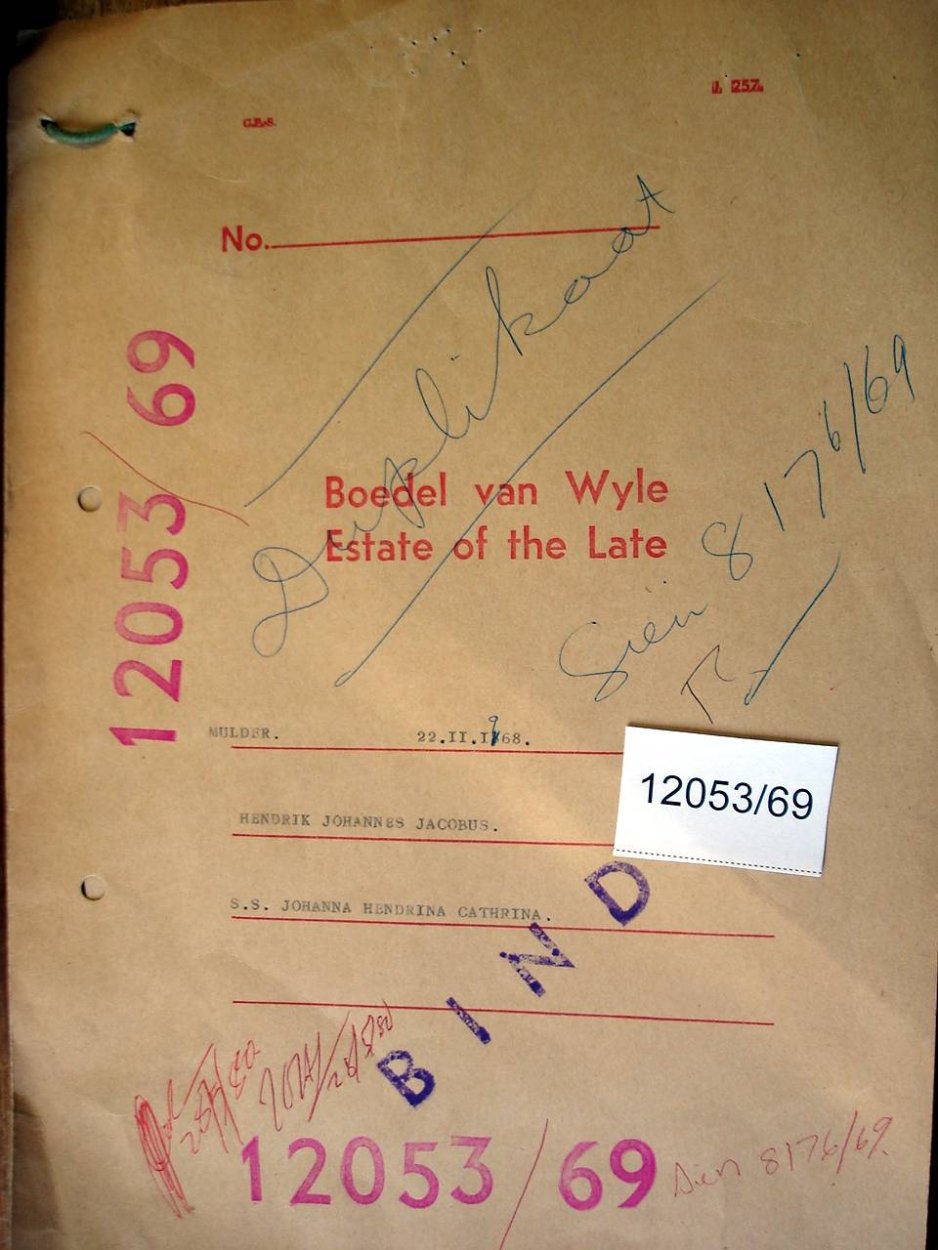 J. 257.
G.P.-S.
No.
Duplikaat
12053/69
Boedel van Wyle
Estate of the Late
Sien 8176/69
MULDER. 22.II.1968.
12053/69
HENDRIK JOHANNES JACOBUS.
S.S. JOHANNA HENDRINA CATHRINA.
BIND
12053/69
Sien 8176/69